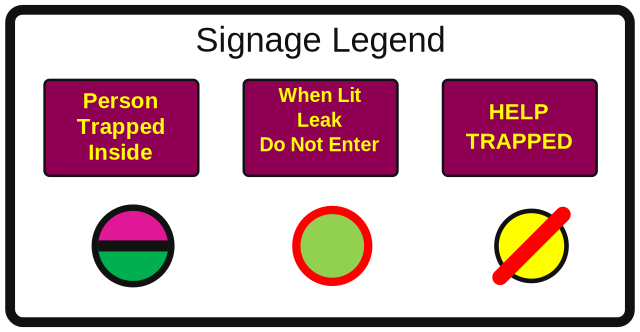 Signage Legend
Person
Trapped
Inside
When Lit
Leak
Do Not Enter
HELP
TRAPPED